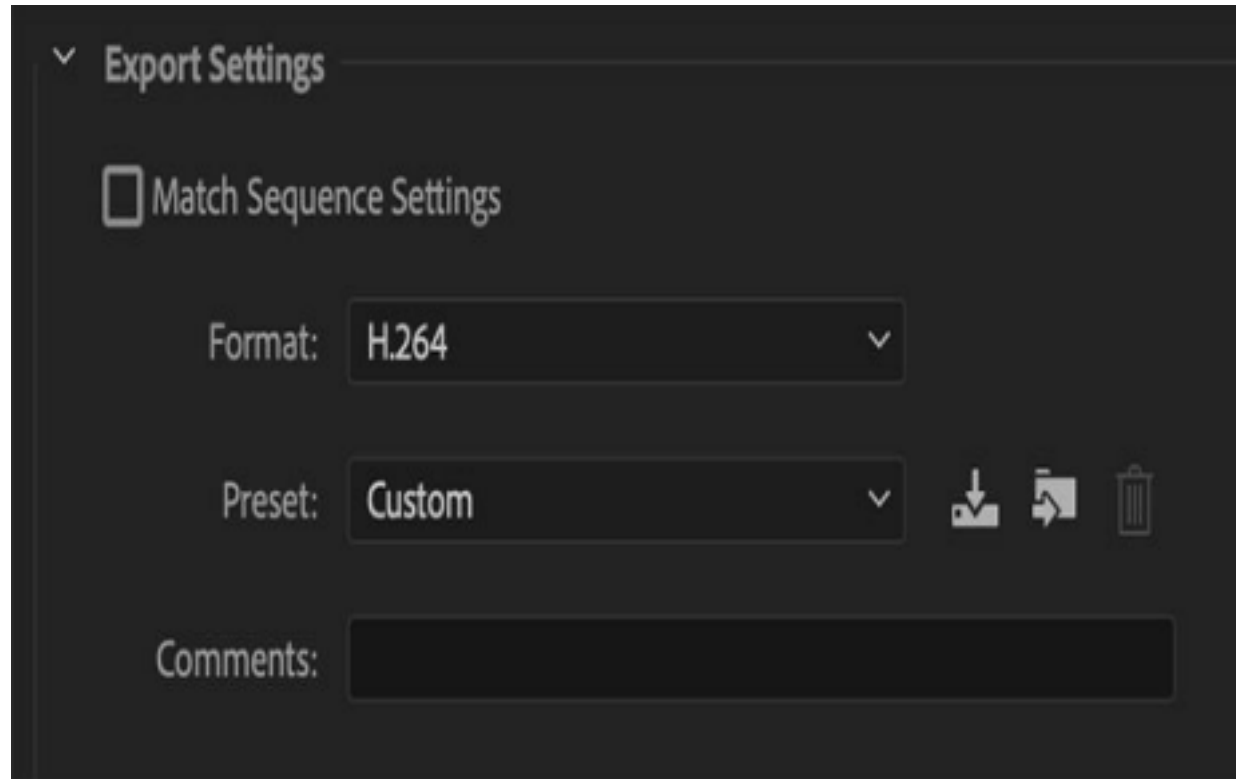 Export Settings
Match Sequence Settings
Format: H.264
Preset: Custom
Comments: